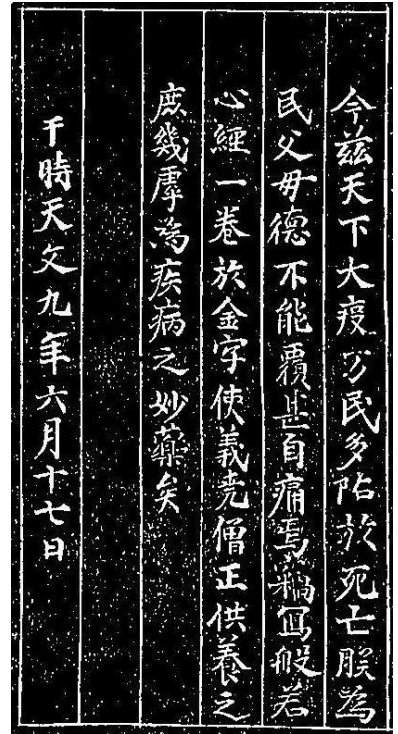 今茲天下大疫万民多阽於死亡朕爲
民父母德不能覆甚自痛焉竊寫般若
心經一卷於金字使義堯僧正供養之
庶幾虖為疾病之妙藥矣
于時天文九年六月十七日